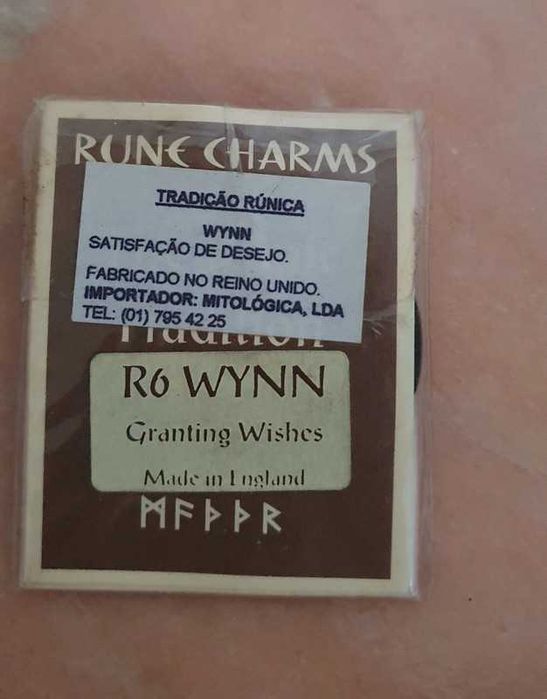 RUNE CHARMS
TRADIÇÃO RÚNICA
WYNN
SATISFAÇÃO DE DESEJO.
FABRICADO NO REINO UNIDO.
IMPORTADOR: MITOLÓGICA, LDA
TEL: (01) 795 42 25
Tradition
R6 WYNN
Granting Wishes
Made in England
ᛗᚨᚦᚦᚱ